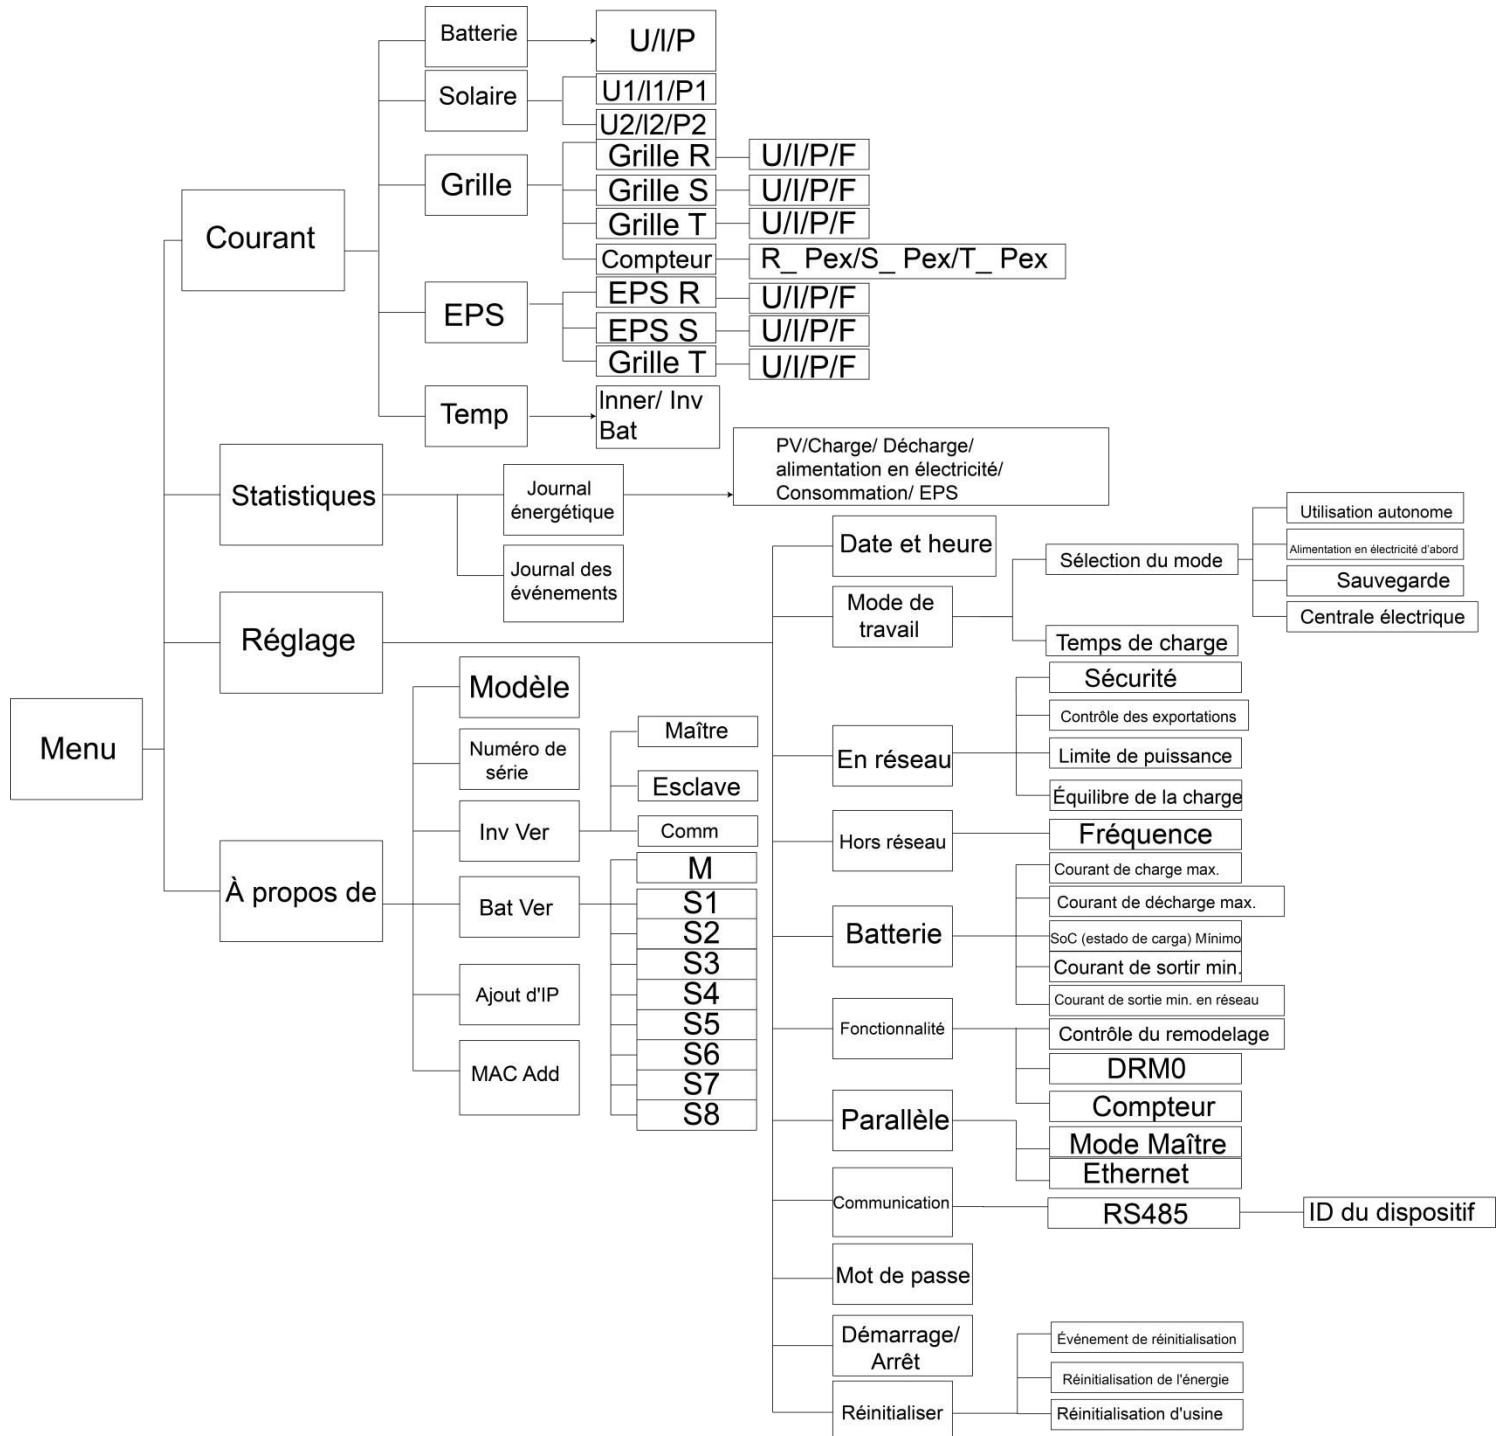 Menu
Courant
Batterie
U/I/P
Solaire
U1/I1/P1
U2/I2/P2
Grille
Grille R
U/I/P/F
Grille S
U/I/P/F
Grille T
U/I/P/F
Compteur
R_ Pex/S_ Pex/T_ Pex
EPS
EPS R
U/I/P/F
EPS S
U/I/P/F
Grille T
U/I/P/F
Temp
Inner/ Inv
Bat
Statistiques
Journal
énergétique
PV/Charge/ Décharge/
alimentation en électricité/
Consommation/ EPS
Journal des
événements
Réglage
Date et heure
Mode de
travail
Sélection du mode
Utilisation autonome
Alimentation en électricité d'abord
Sauvegarde
Centrale électrique
Temps de charge
En réseau
Sécurité
Contrôle des exportations
Limite de puissance
Équilibre de la charge
Hors réseau
Fréquence
Batterie
Courant de charge max.
Courant de décharge max.
SoC (estado de carga) Mínimo
Courant de sortir min.
Courant de sortie min. en réseau
Fonctionnalité
Contrôle du remodelage
DRM0
Compteur
Parallèle
Mode Maître
Ethernet
Communication
RS485
ID du dispositif
Mot de passe
Démarrage/
Arrêt
Réinitialiser
Événement de réinitialisation
Réinitialisation de l'énergie
Réinitialisation d'usine
À propos de
Modèle
Numéro de
série
Inv Ver
Maître
Esclave
Comm
Bat Ver
M
S1
S2
S3
S4
S5
S6
S7
S8
Ajout d'IP
MAC Add